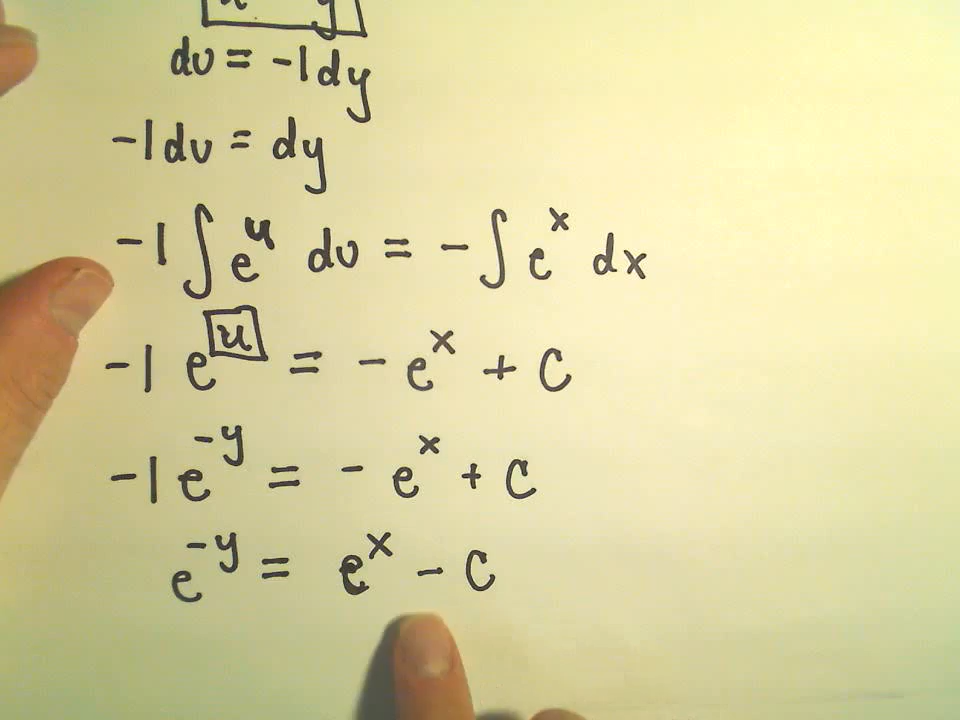 du = -1dy
-1du = dy
-1 ∫ e^u du = - ∫ e^x dx
-1 e^u = - e^x + C
-1 e^-y = - e^x + C
e^-y = e^x - C